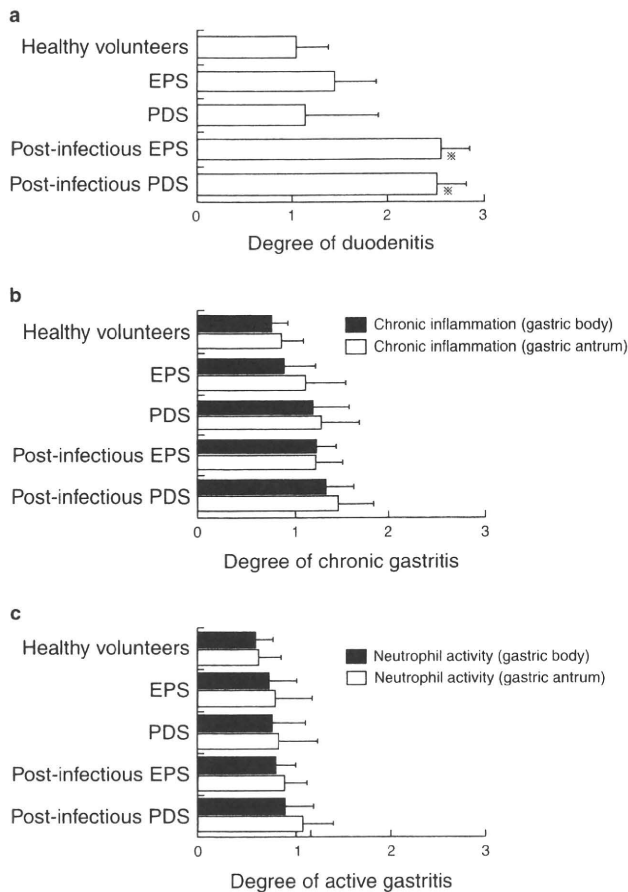 a
Healthy volunteers
EPS
PDS
Post-infectious EPS
※
Post-infectious PDS
※
0 1 2 3
Degree of duodenitis
b
Healthy volunteers
EPS
PDS
Post-infectious EPS
Post-infectious PDS
Chronic inflammation (gastric body)
Chronic inflammation (gastric antrum)
0 1 2 3
Degree of chronic gastritis
c
Healthy volunteers
EPS
PDS
Post-infectious EPS
Post-infectious PDS
Neutrophil activity (gastric body)
Neutrophil activity (gastric antrum)
0 1 2 3
Degree of active gastritis